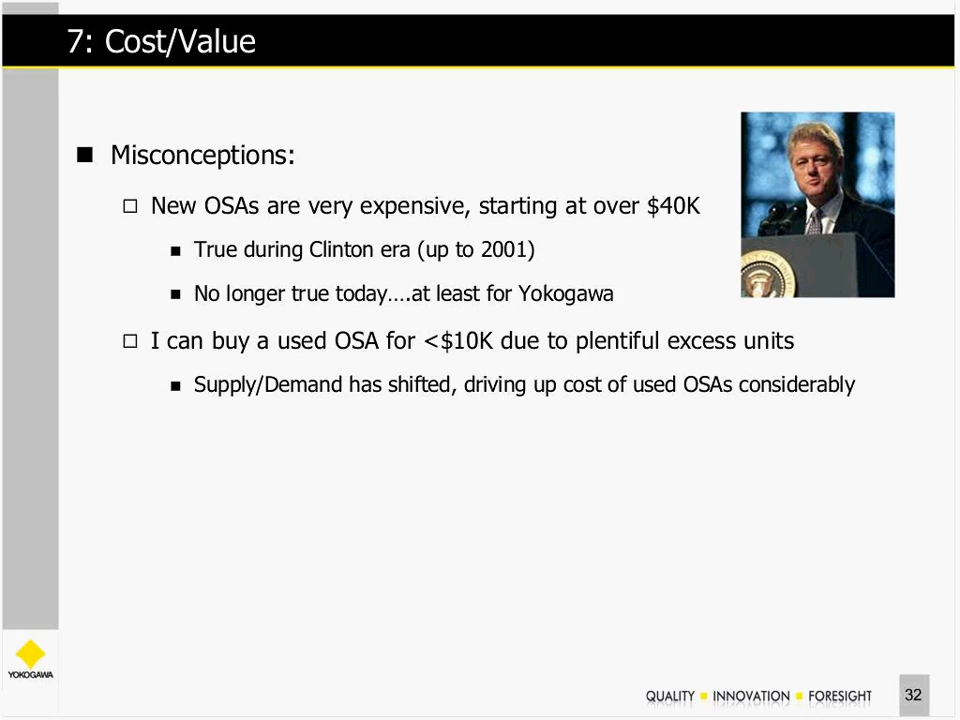 7: Cost/Value
Misconceptions:
New OSAs are very expensive, starting at over $40K
True during Clinton era (up to 2001)
No longer true today….at least for Yokogawa
I can buy a used OSA for <$10K due to plentiful excess units
Supply/Demand has shifted, driving up cost of used OSAs considerably
YOKOGAWA
QUALITY ■ INNOVATION ■ FORESIGHT
32